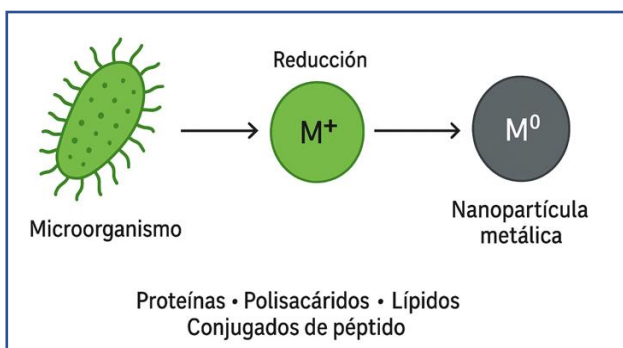 Reducción
M⁺
M⁰
Microorganismo
Nanopartícula
metálica
Proteínas • Polisacáridos • Lípidos
Conjugados de péptido